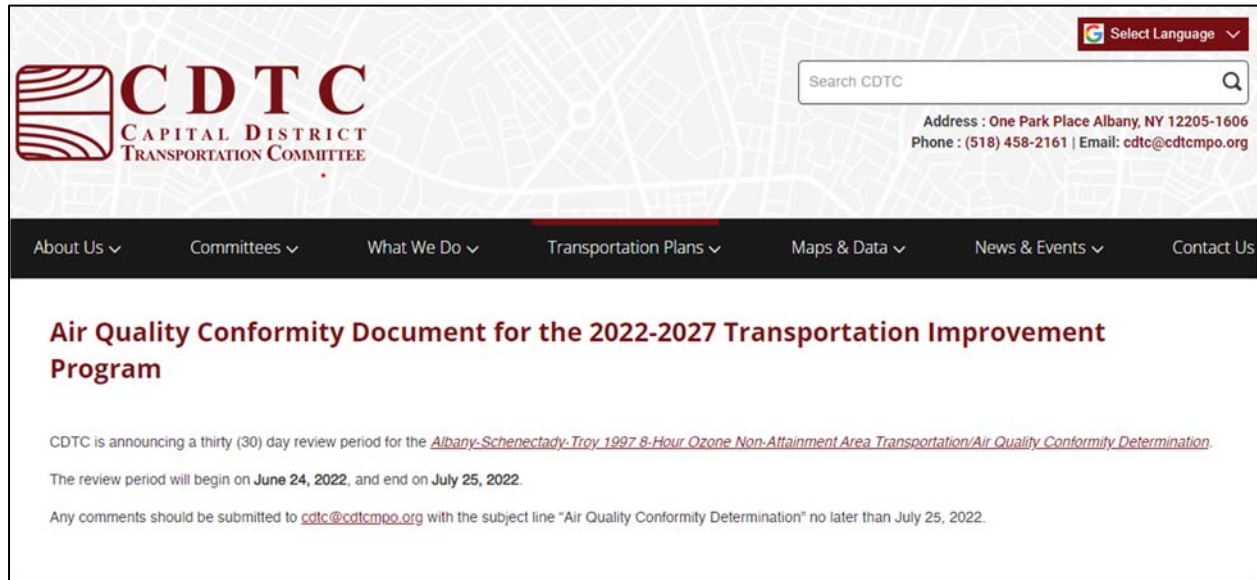 Select Language
CDTC
CAPITAL DISTRICT
TRANSPORTATION COMMITTEE
Search CDTC
Address : One Park Place Albany, NY 12205-1606
Phone : (518) 458-2161 | Email: cdtc@cdtcmpo.org
About Us Committees What We Do Transportation Plans Maps & Data News & Events Contact Us
Air Quality Conformity Document for the 2022-2027 Transportation Improvement
Program
CDTC is announcing a thirty (30) day review period for the Albany-Schenectady-Troy 1997 8-Hour Ozone Non-Attainment Area Transportation/Air Quality Conformity Determination.
The review period will begin on June 24, 2022, and end on July 25, 2022.
Any comments should be submitted to cdtc@cdtcmpo.org with the subject line “Air Quality Conformity Determination” no later than July 25, 2022.